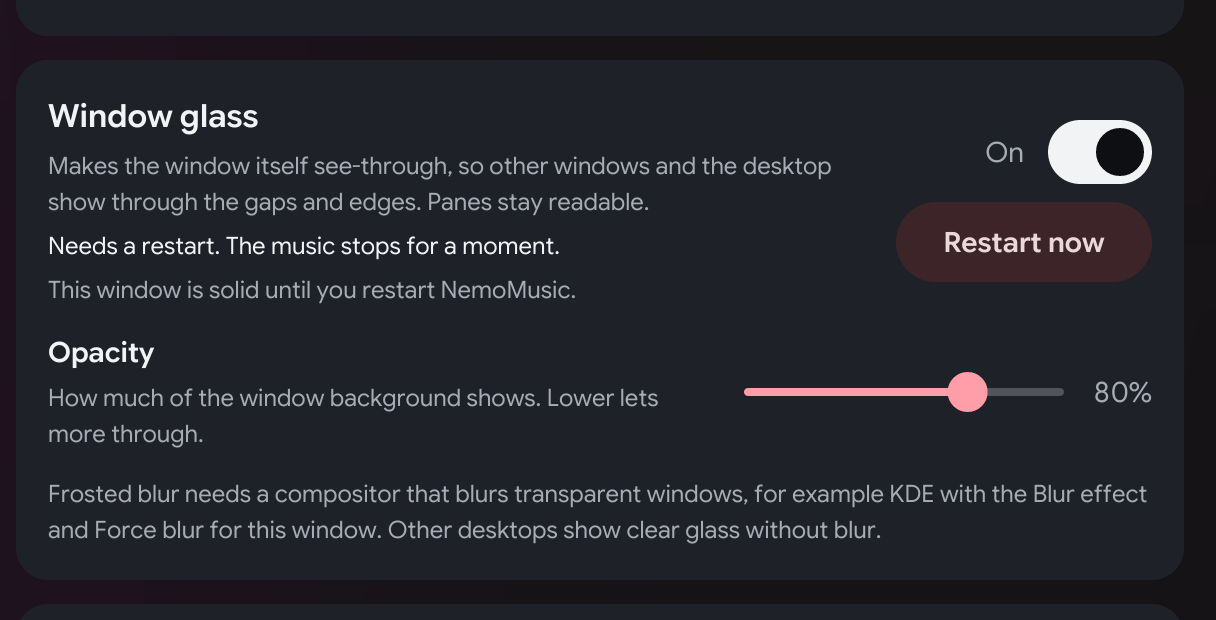 Window glass
Makes the window itself see-through, so other windows and the desktop
show through the gaps and edges. Panes stay readable.
On
Needs a restart. The music stops for a moment.
Restart now
This window is solid until you restart NemoMusic.
Opacity
How much of the window background shows. Lower lets
more through.
80%
Frosted blur needs a compositor that blurs transparent windows, for example KDE with the Blur effect
and Force blur for this window. Other desktops show clear glass without blur.